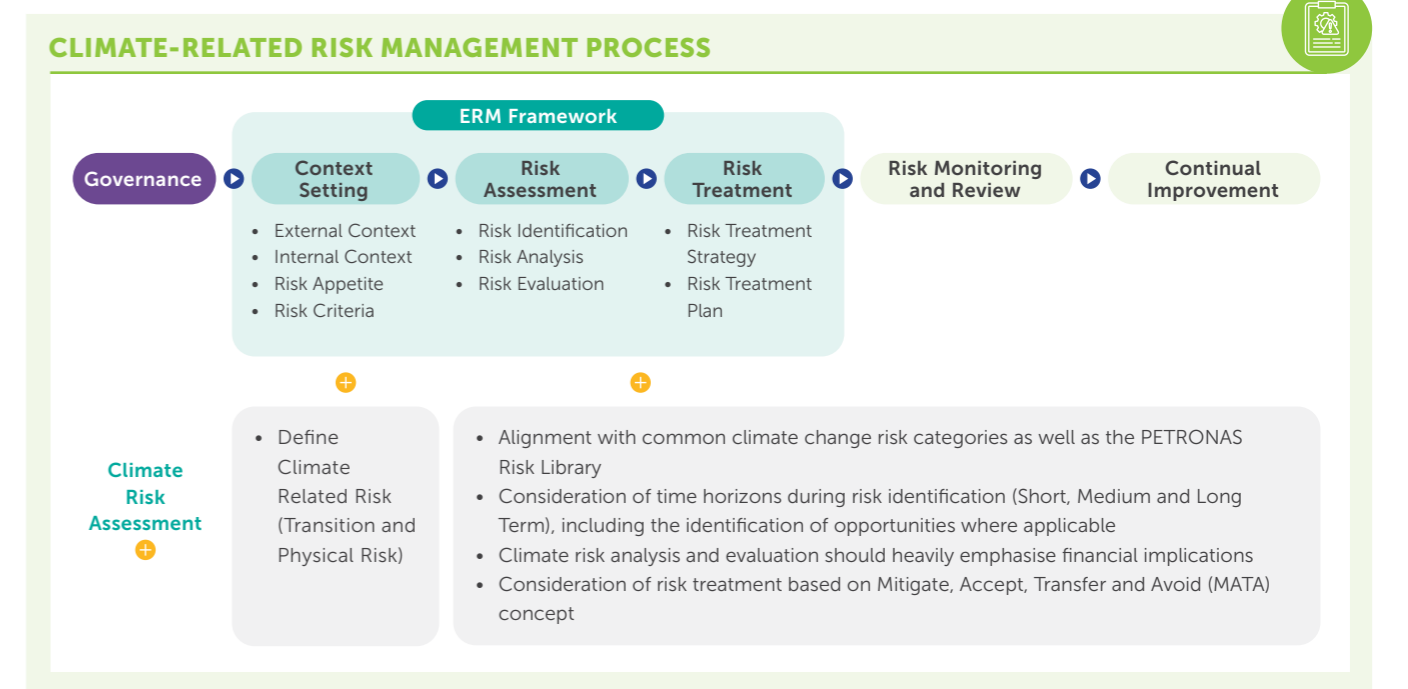 CLIMATE-RELATED RISK MANAGEMENT PROCESS
ERM Framework
Governance
Context
Setting
• External Context
• Internal Context
• Risk Appetite
• Risk Criteria
Risk
Assessment
• Risk Identification
• Risk Analysis
• Risk Evaluation
Risk
Treatment
• Risk Treatment
Strategy
• Risk Treatment
Plan
Risk Monitoring
and Review
Continual
Improvement
Climate
Risk
Assessment
• Define
Climate
Related Risk
(Transition and
Physical Risk)
• Alignment with common climate change risk categories as well as the PETRONAS
Risk Library
• Consideration of time horizons during risk identification (Short, Medium and Long
Term), including the identification of opportunities where applicable
• Climate risk analysis and evaluation should heavily emphasise financial implications
• Consideration of risk treatment based on Mitigate, Accept, Transfer and Avoid (MATA)
concept